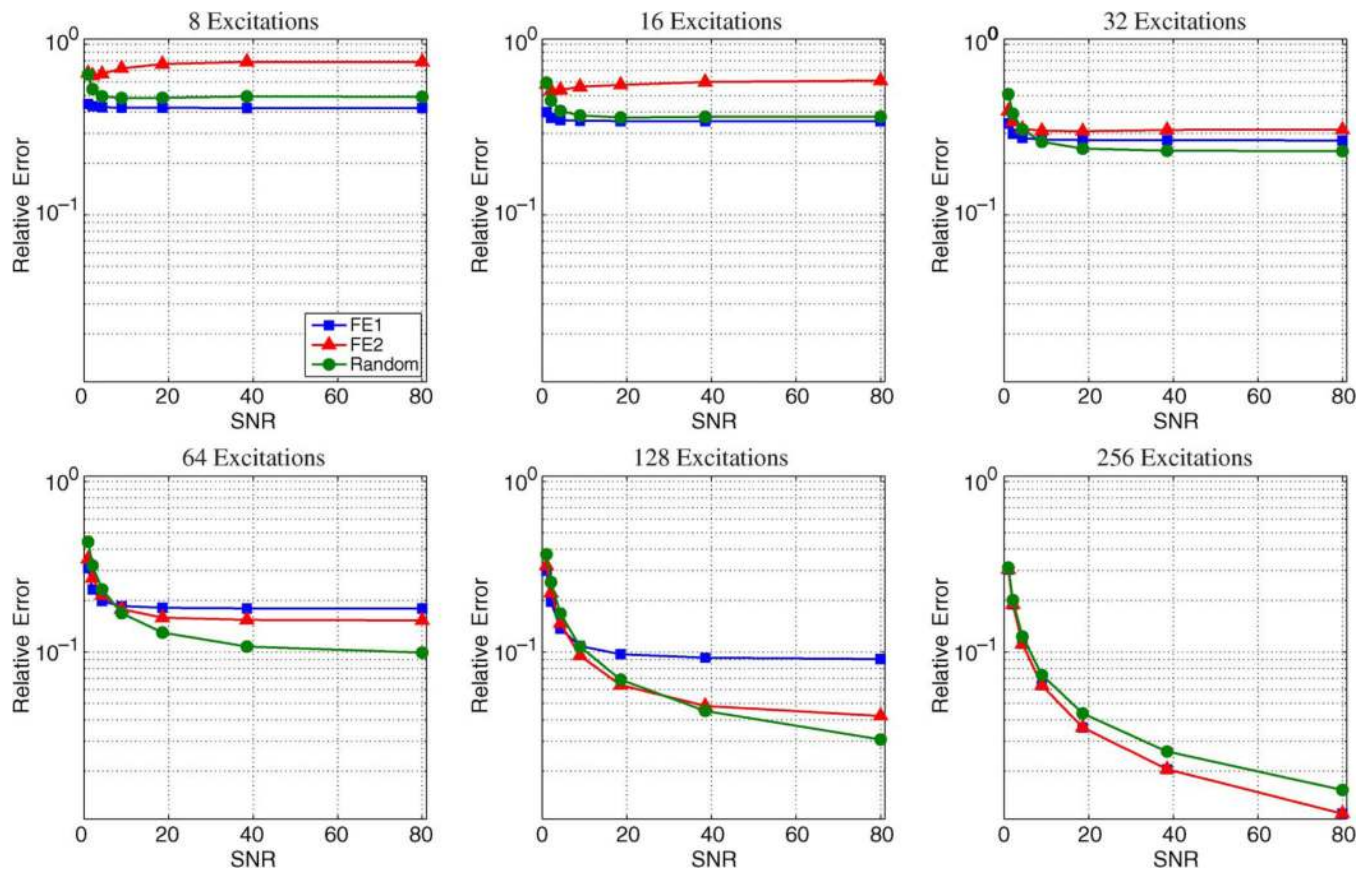 8 Excitations
10^0
10^-1
Relative Error
FE1
FE2
Random
0 20 40 60 80
SNR
16 Excitations
10^0
10^-1
Relative Error
0 20 40 60 80
SNR
32 Excitations
10^0
10^-1
Relative Error
0 20 40 60 80
SNR
64 Excitations
10^0
10^-1
Relative Error
0 20 40 60 80
SNR
128 Excitations
10^0
10^-1
Relative Error
0 20 40 60 80
SNR
256 Excitations
10^0
10^-1
Relative Error
0 20 40 60 80
SNR